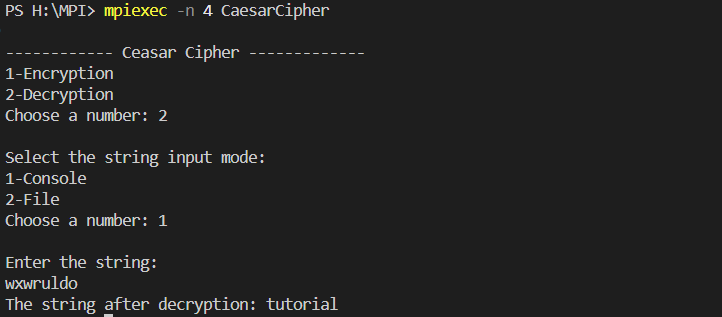 PS H:\MPI> mpiexec -n 4 CaesarCipher
------------ Ceasar Cipher -------------
1-Encryption
2-Decryption
Choose a number: 2
Select the string input mode:
1-Console
2-File
Choose a number: 1
Enter the string:
wxwruldo
The string after decryption: tutorial